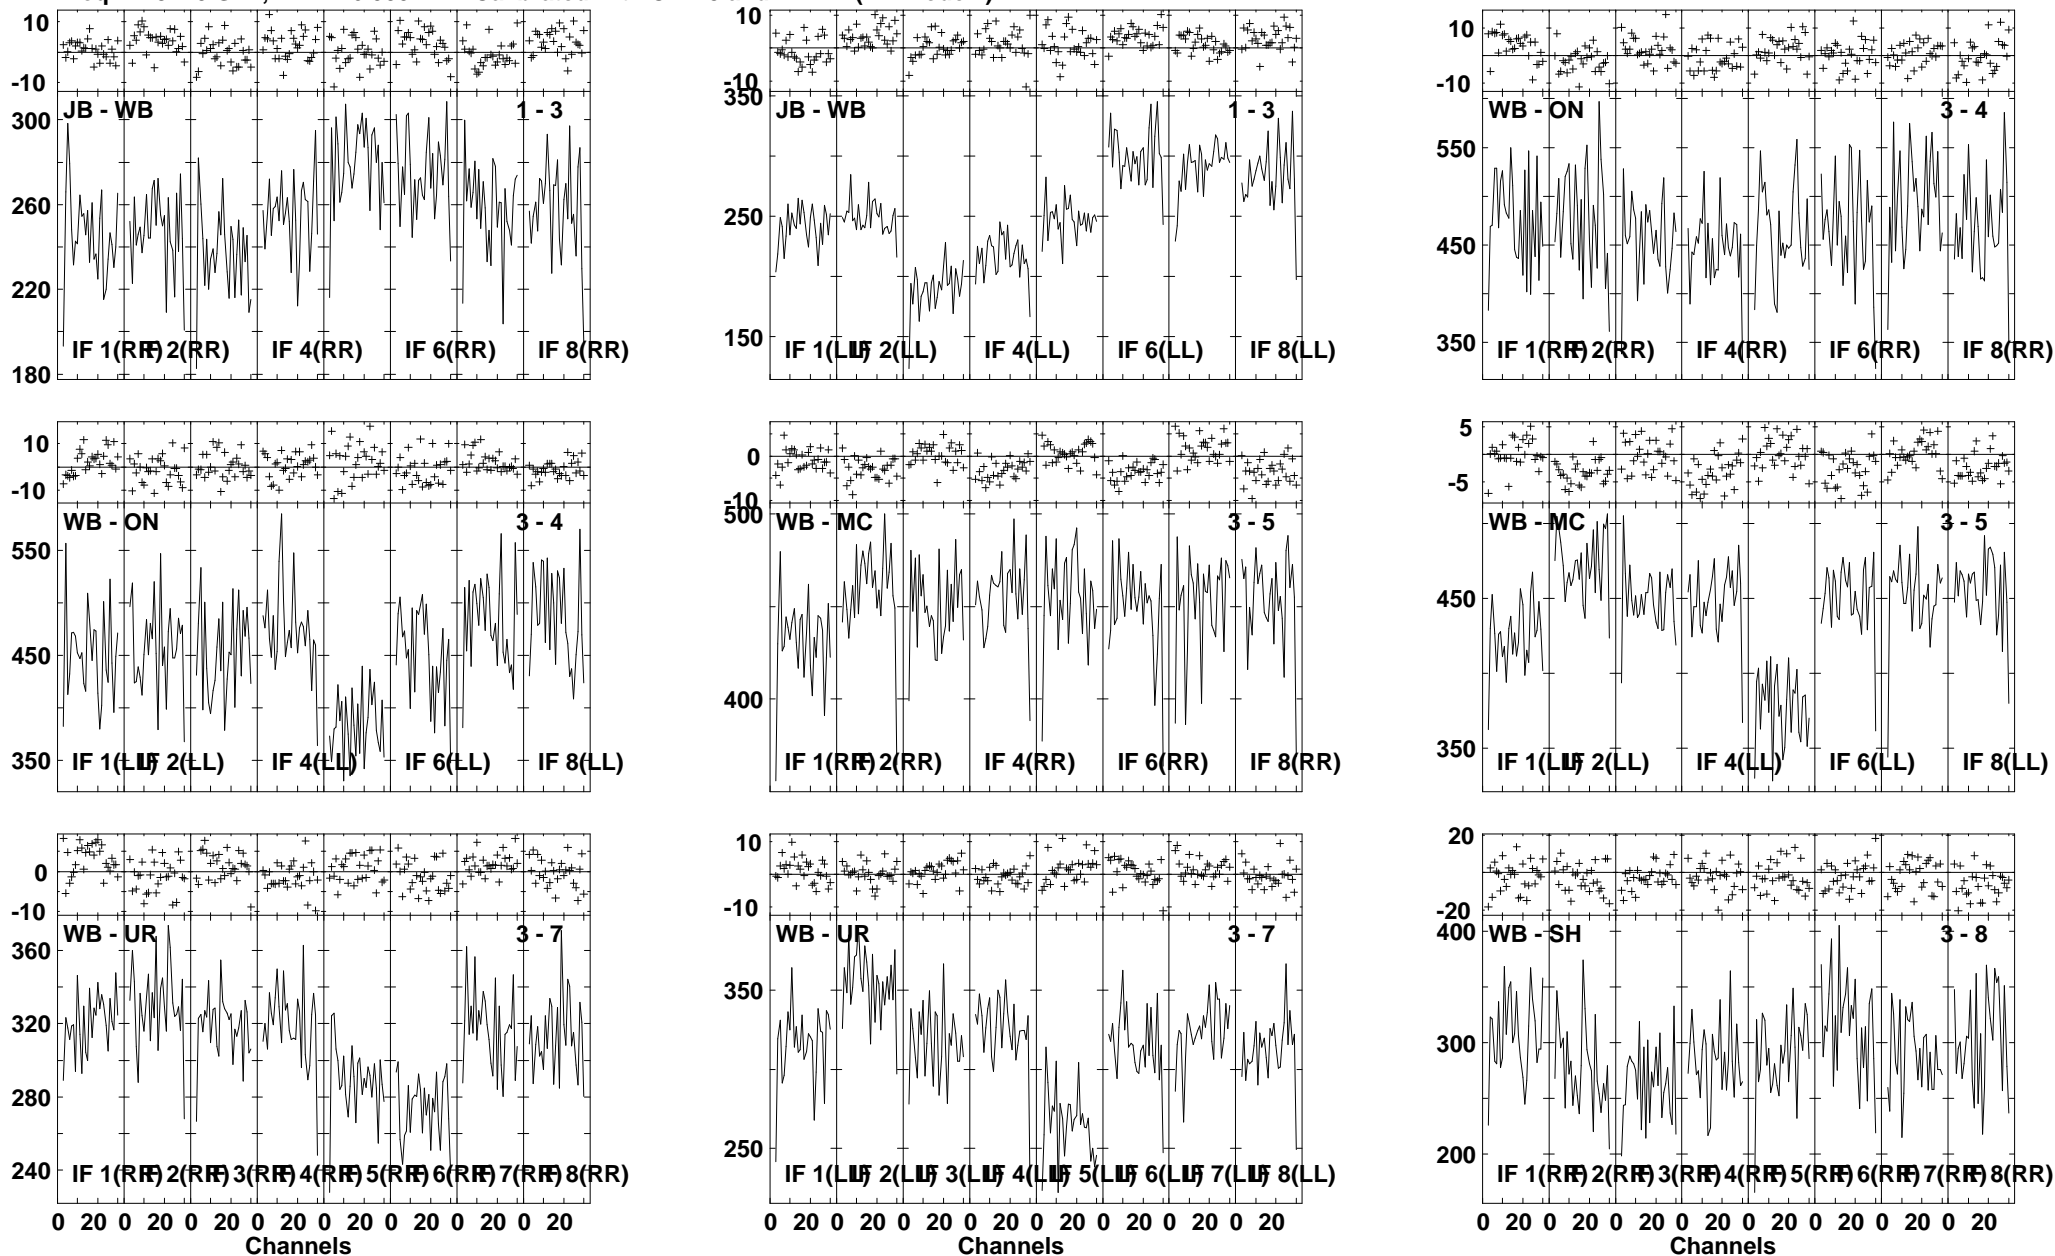 10
-10
JB - WB 1 - 3
300
260
220
180
IF 1(RR) IF 2(RR) IF 4(RR) IF 6(RR) IF 8(RR)
10
-10
350
JB - WB 1 - 3
250
150
IF 1(LL) IF 2(LL) IF 4(LL) IF 6(LL) IF 8(LL)
10
-10
WB - ON 3 - 4
550
450
350
IF 1(RR) IF 2(RR) IF 4(RR) IF 6(RR) IF 8(RR)
10
-10
WB - ON 3 - 4
550
450
350
IF 1(LL) IF 2(LL) IF 4(LL) IF 6(LL) IF 8(LL)
0
-10
500
WB - MC 3 - 5
400
IF 1(RR) IF 2(RR) IF 4(RR) IF 6(RR) IF 8(RR)
5
-5
WB - MC 3 - 5
450
350
IF 1(LL) IF 2(LL) IF 4(LL) IF 6(LL) IF 8(LL)
0
-10
WB - UR 3 - 7
360
320
280
240
IF 1(RR) IF 2(RR) IF 3(RR) IF 4(RR) IF 5(RR) IF 6(RR) IF 7(RR) IF 8(RR)
0 20 0 20 0 20 0 20 0 20 0 20 0 20 0 20
Channels
10
-10
WB - UR 3 - 7
350
250
IF 1(LL) IF 2(LL) IF 3(LL) IF 4(LL) IF 5(LL) IF 6(LL) IF 7(LL) IF 8(LL)
0 20 0 20 0 20 0 20 0 20 0 20 0 20 0 20
Channels
20
-20
400
WB - SH 3 - 8
300
200
IF 1(RR) IF 2(RR) IF 3(RR) IF 4(RR) IF 5(RR) IF 6(RR) IF 7(RR) IF 8(RR)
0 20 0 20 0 20 0 20 0 20 0 20 0 20 0 20
Channels